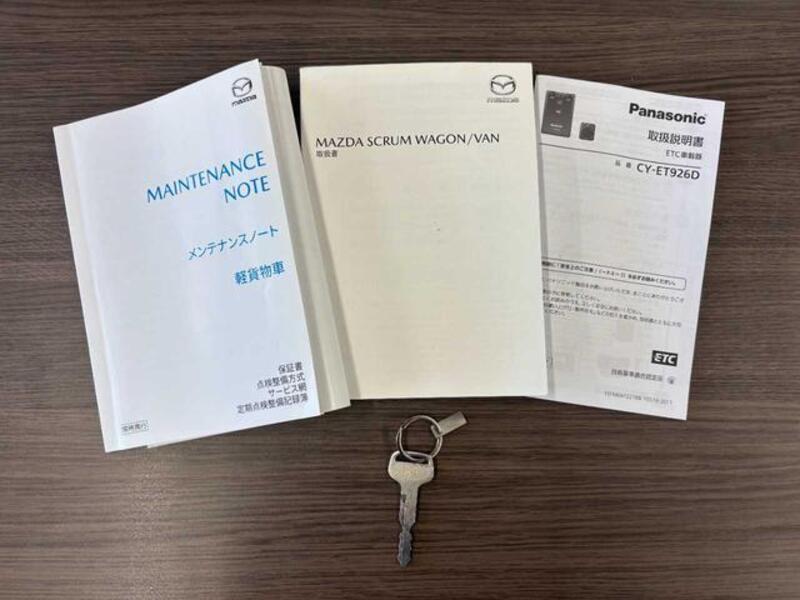 mazda
MAINTENANCE
NOTE
メンテナンスノート
軽貨物車
保証書
点検整備方式
サービス網
定期点検整備記録簿
mazda
MAZDA SCRUM WAGON/VAN
取扱書
Panasonic
取扱説明書
ETC車載器
品番 CY-ET926D
ETC